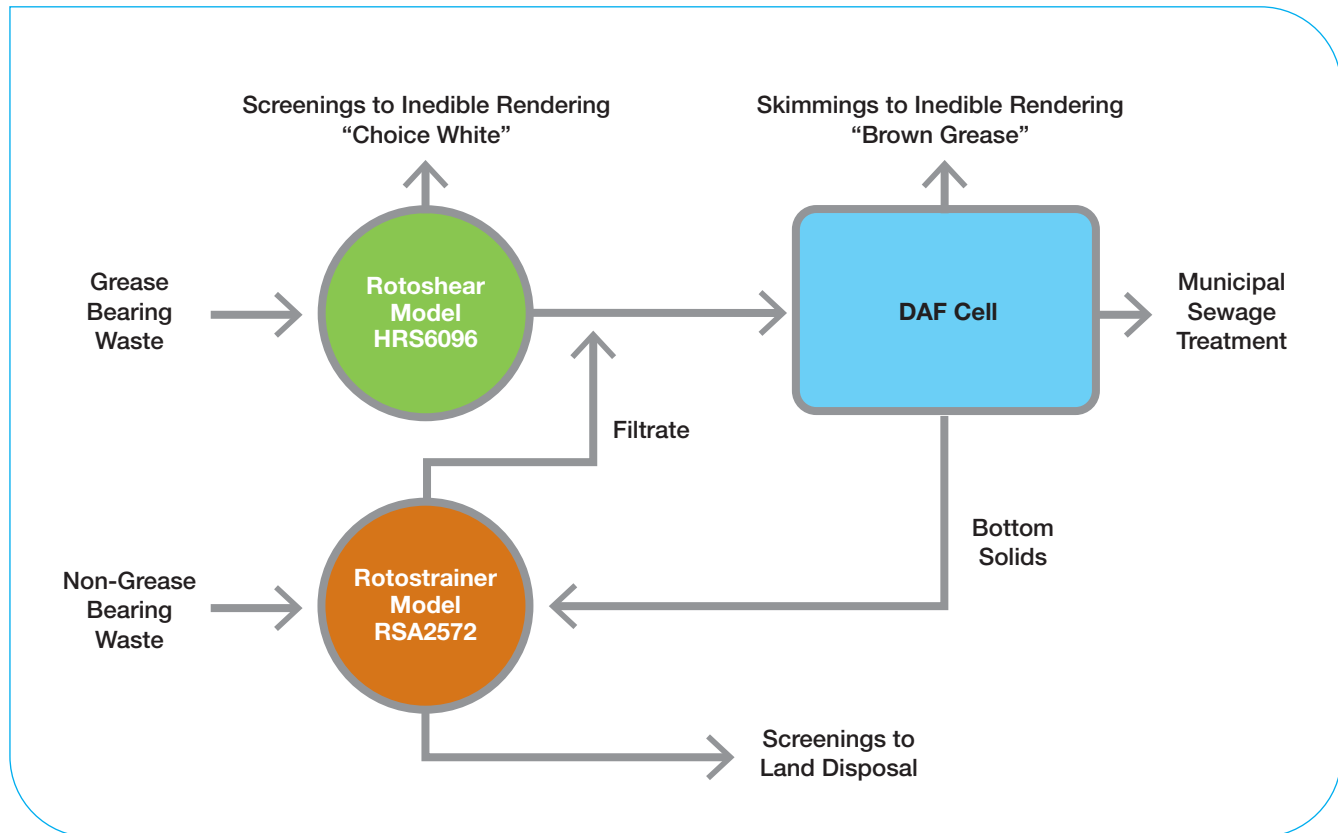 Screenings to Inedible Rendering
“Choice White”
Skimmings to Inedible Rendering
“Brown Grease”
Grease
Bearing
Waste
Rotoshear
Model
HRS6096
DAF Cell
Municipal
Sewage
Treatment
Filtrate
Non-Grease
Bearing
Waste
Rotostrainer
Model
RSA2572
Bottom
Solids
Screenings to
Land Disposal